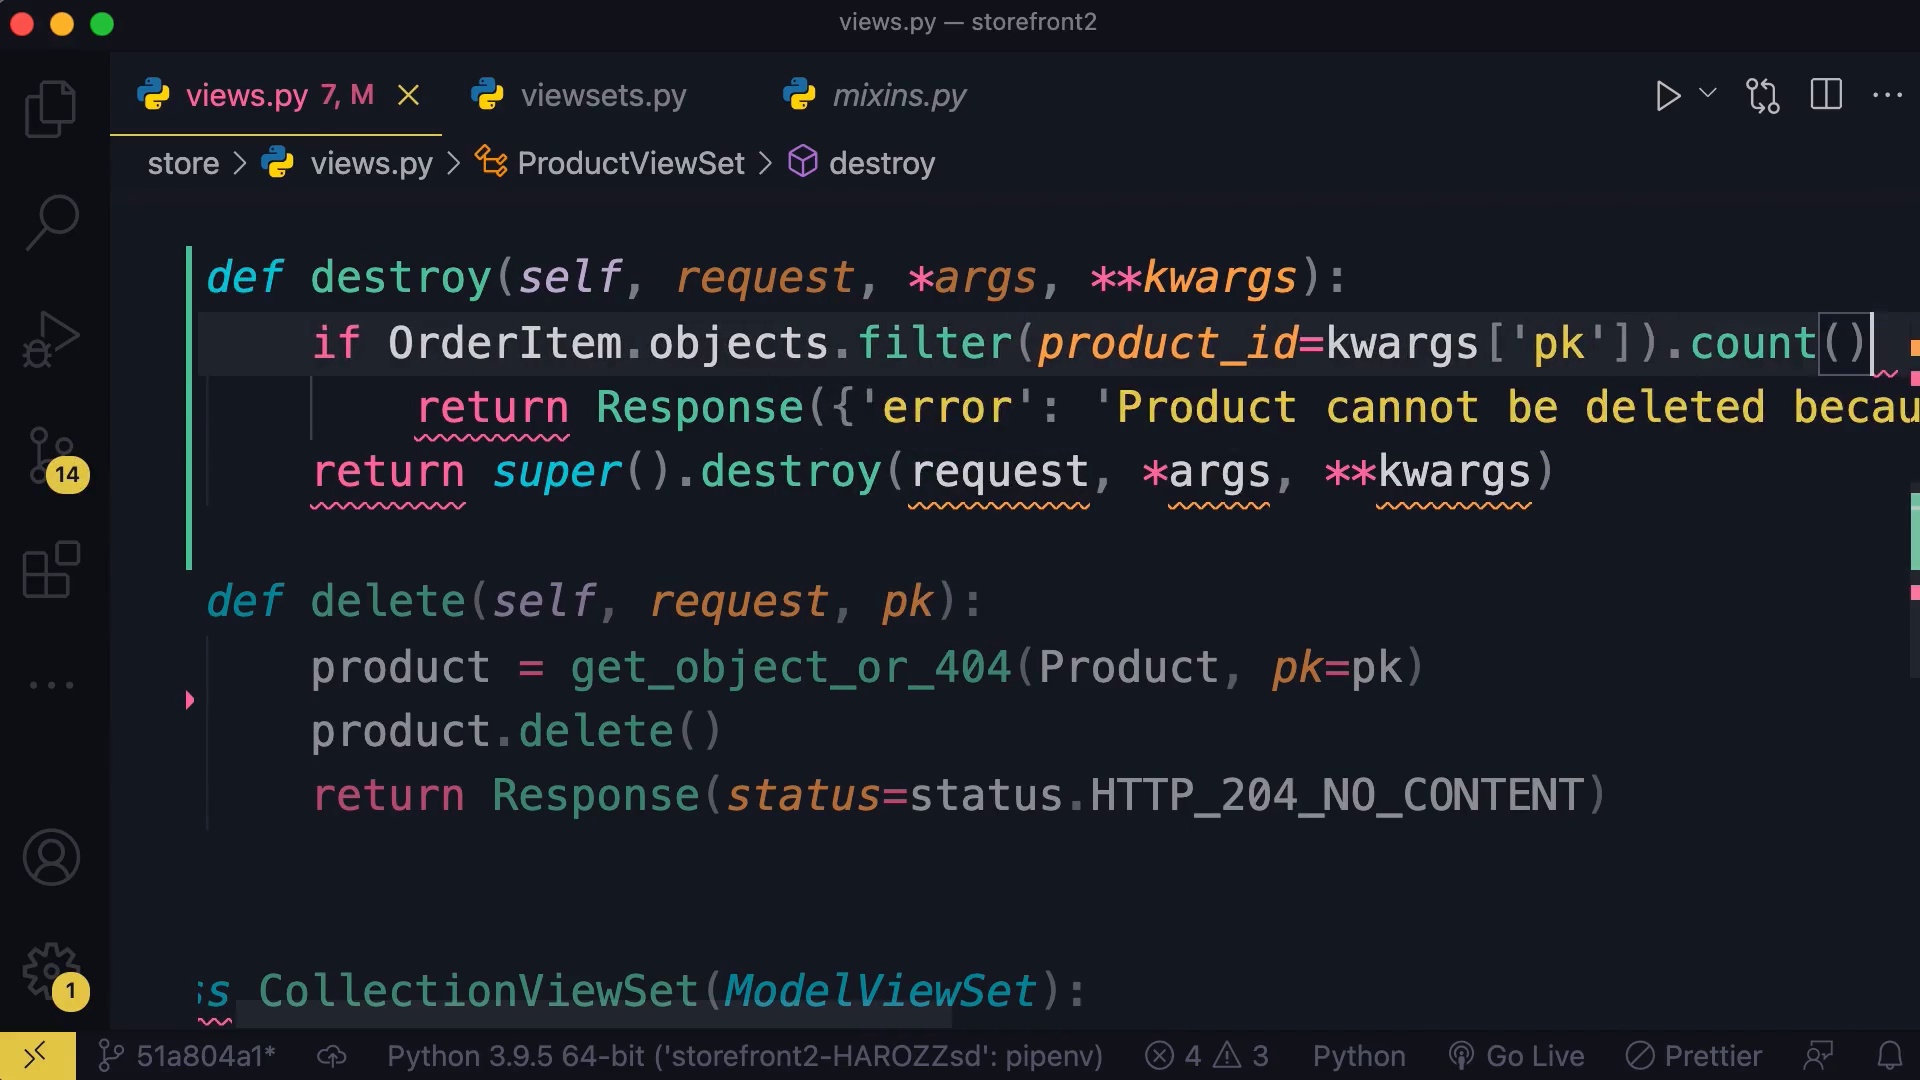 views.py — storefront2
views.py 7, M
viewsets.py
mixins.py
store > views.py > ProductViewSet > destroy
def destroy(self, request, *args, **kwargs):
if OrderItem.objects.filter(product_id=kwargs['pk']).count()
return Response({'error': 'Product cannot be deleted becau
return super().destroy(request, *args, **kwargs)
def delete(self, request, pk):
product = get_object_or_404(Product, pk=pk)
product.delete()
return Response(status=status.HTTP_204_NO_CONTENT)
ss CollectionViewSet(ModelViewSet):
14
1
51a804a1* Python 3.9.5 64-bit ('storefront2-HAROZZsd': pipenv) 4 3 Python Go Live Prettier